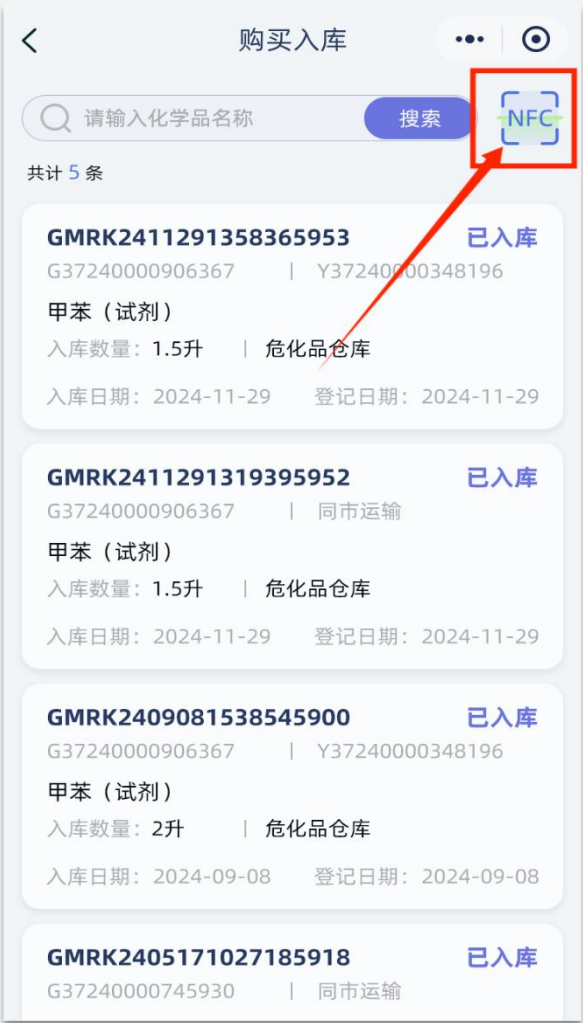 购买入库
请输入化学品名称 搜索 NFC
共计 5 条
GMRK2411291358365953 已入库
G37240000906367 | Y37240000348196
甲苯（试剂）
入库数量：1.5升 | 危化品仓库
入库日期：2024-11-29 登记日期：2024-11-29
GMRK2411291319395952 已入库
G37240000906367 | 同市运输
甲苯（试剂）
入库数量：1.5升 | 危化品仓库
入库日期：2024-11-29 登记日期：2024-11-29
GMRK2409081538545900 已入库
G37240000906367 | Y37240000348196
甲苯（试剂）
入库数量：2升 | 危化品仓库
入库日期：2024-09-08 登记日期：2024-09-08
GMRK2405171027185918 已入库
G37240000745930 | 同市运输